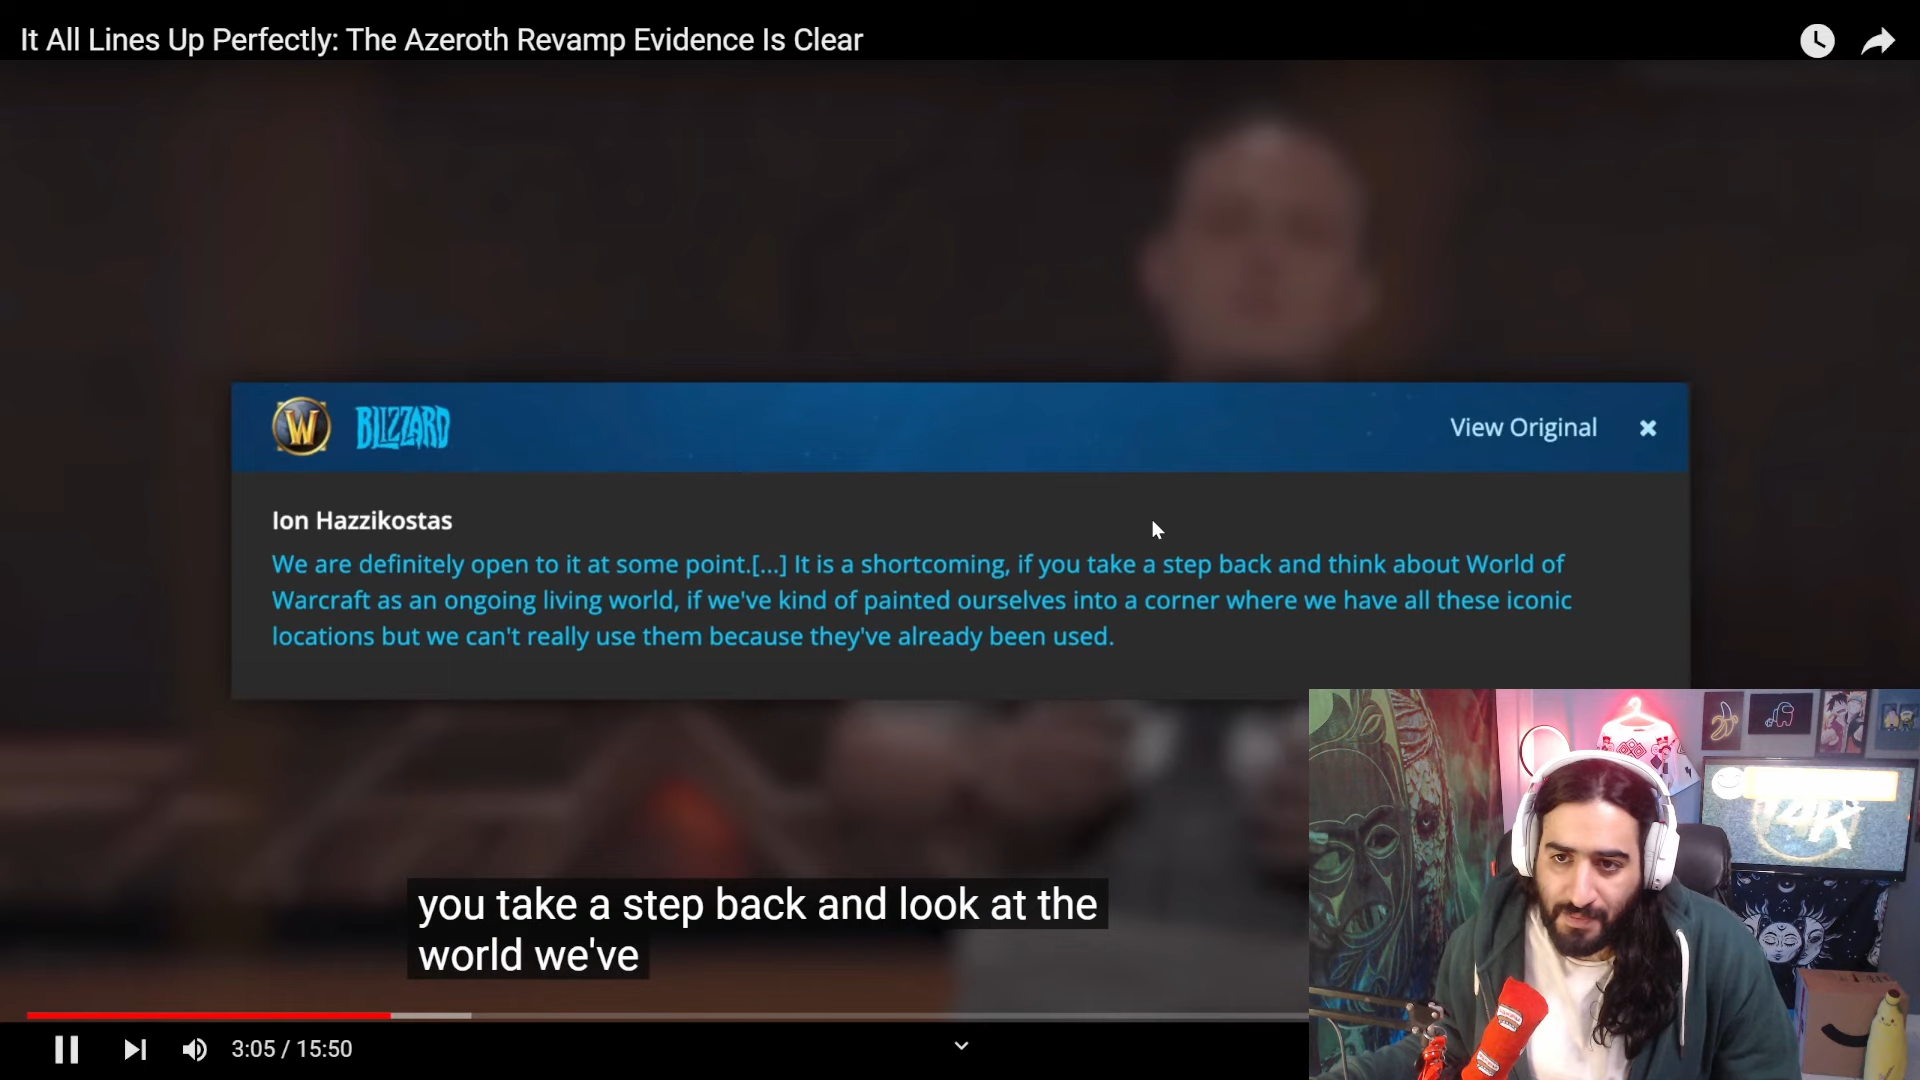 It All Lines Up Perfectly: The Azeroth Revamp Evidence Is Clear
W
BLIZZARD
View Original
Ion Hazzikostas
We are definitely open to it at some point.[...] It is a shortcoming, if you take a step back and think about World of
Warcraft as an ongoing living world, if we've kind of painted ourselves into a corner where we have all these iconic
locations but we can't really use them because they've already been used.
you take a step back and look at the
world we've
3:05 / 15:50